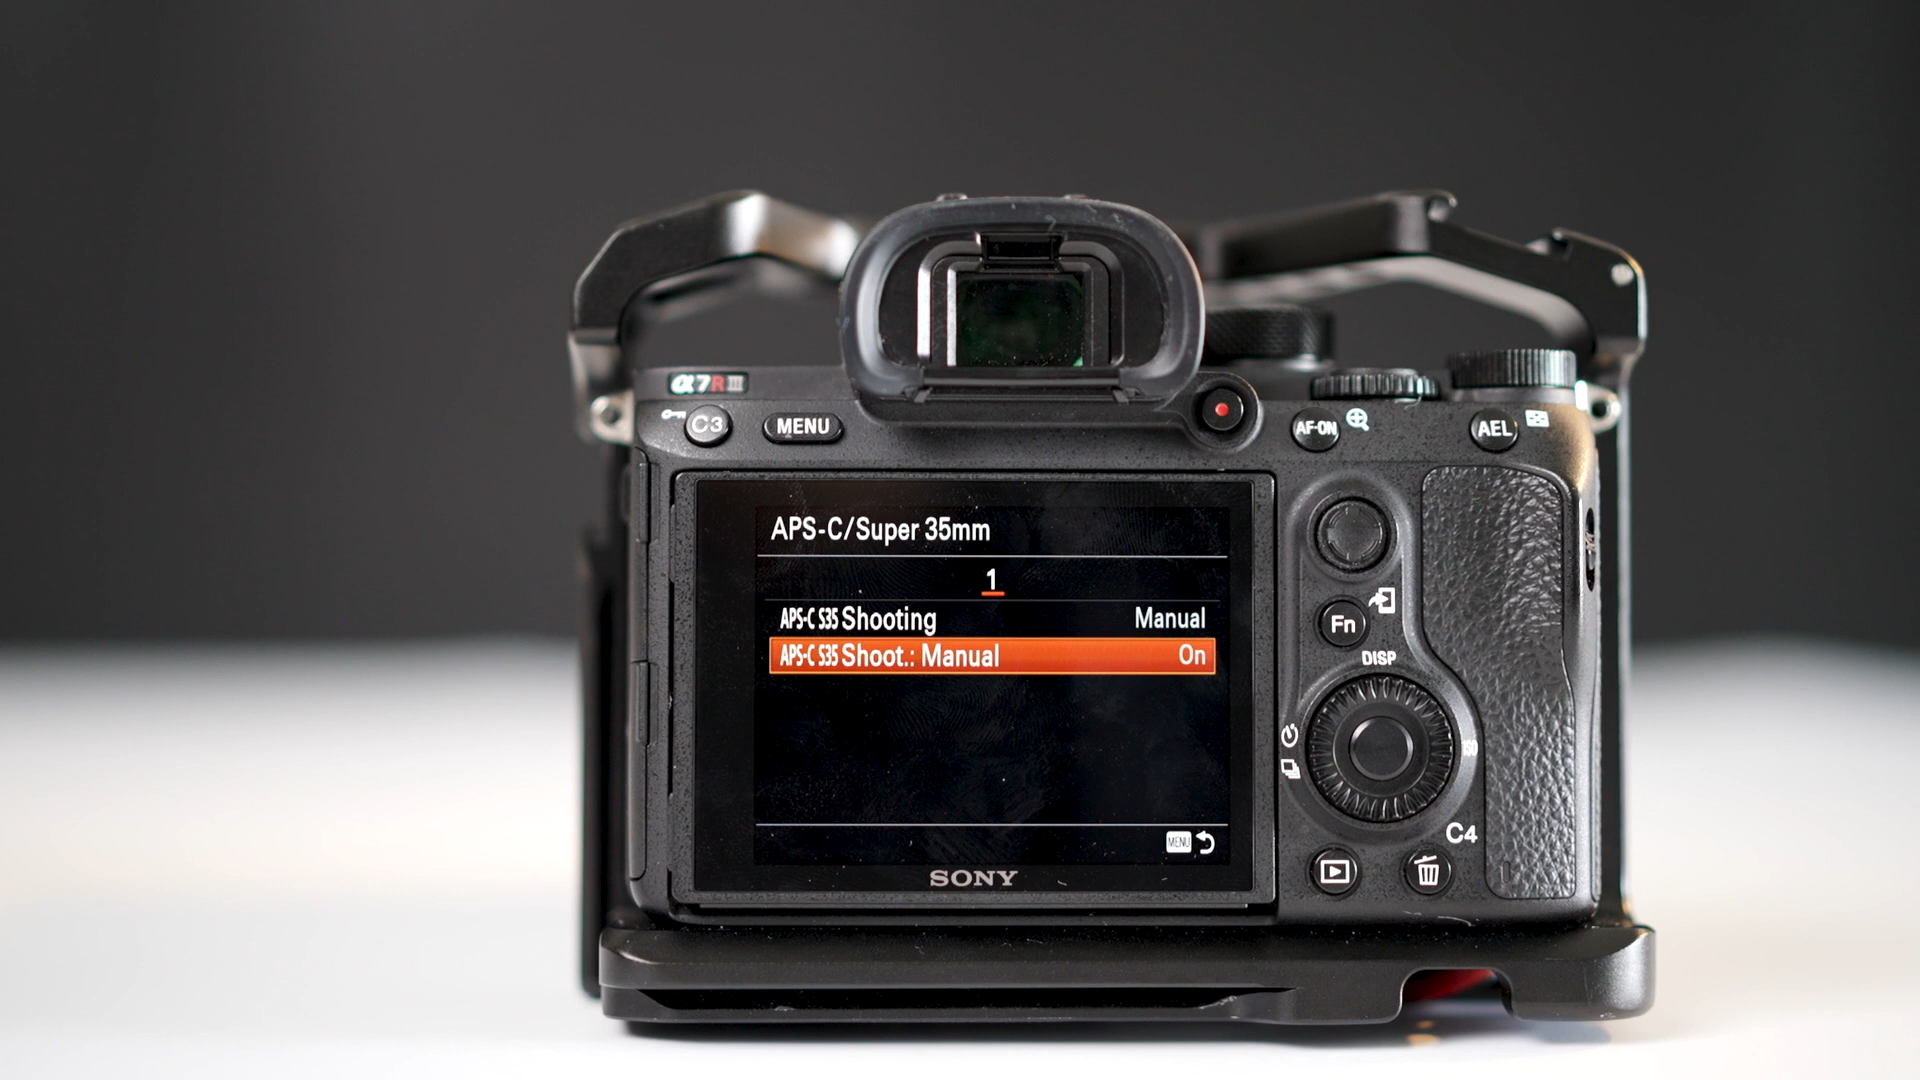 α7RIII
C3
MENU
AF-ON
AEL
APS-C/Super 35mm
1
APS-C S35 Shooting Manual
APS-C S35 Shoot.: Manual On
MENU
SONY
Fn
DISP
ISO
C4